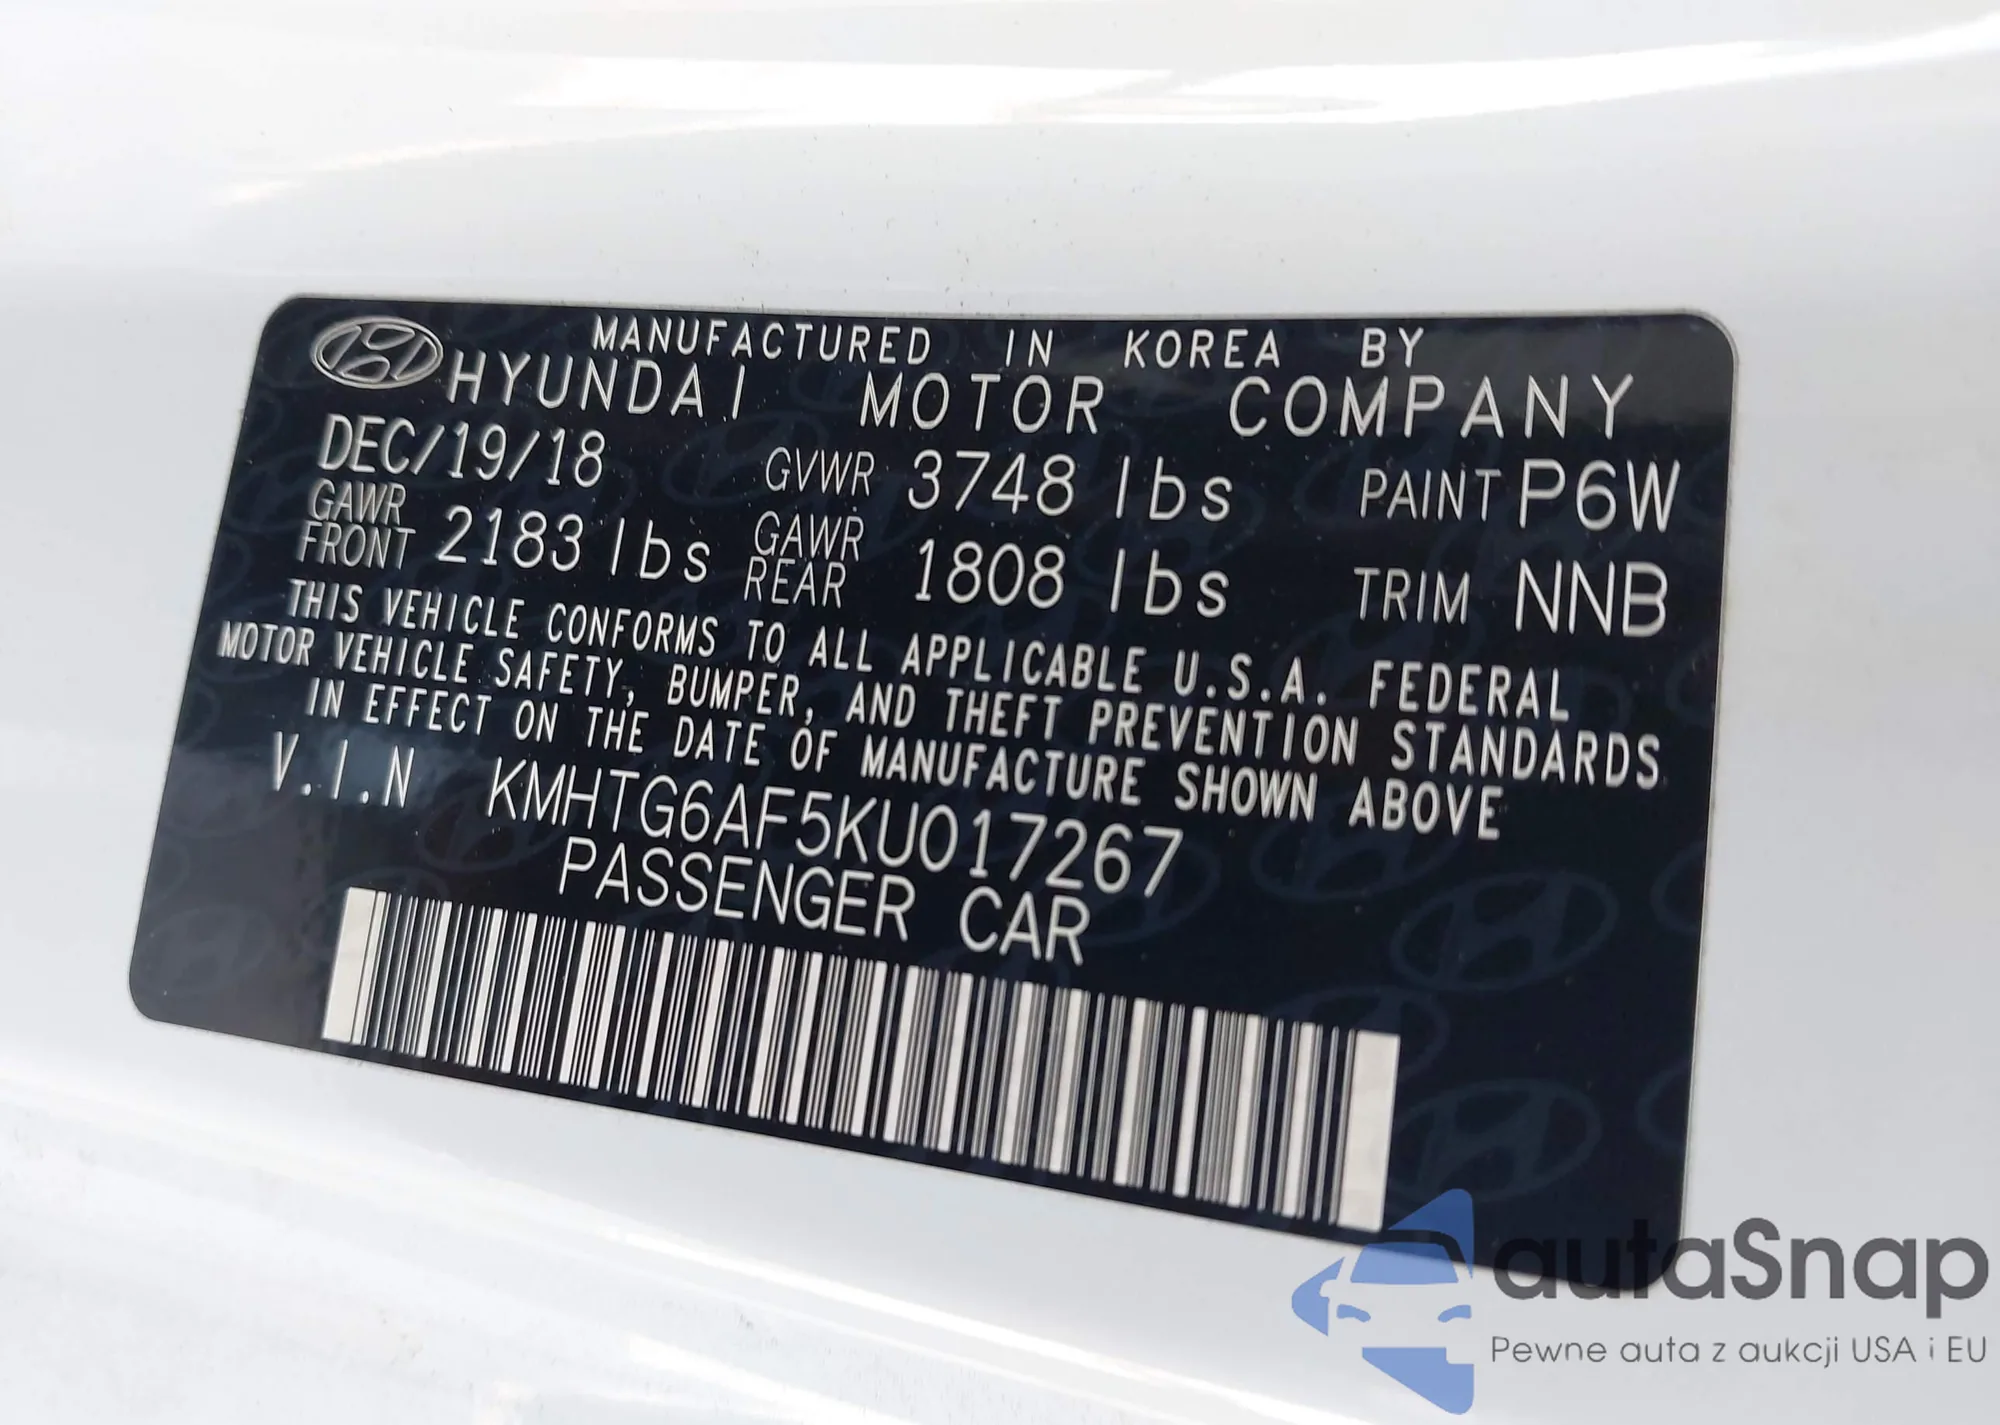 MANUFACTURED IN KOREA BY
HYUNDAI MOTOR COMPANY
DEC/19/18 GVWR 3748 lbs PAINT P6W
GAWR FRONT 2183 lbs GAWR REAR 1808 lbs TRIM NNB
THIS VEHICLE CONFORMS TO ALL APPLICABLE U.S.A. FEDERAL
MOTOR VEHICLE SAFETY, BUMPER, AND THEFT PREVENTION STANDARDS
IN EFFECT ON THE DATE OF MANUFACTURE SHOWN ABOVE
V.I.N KMHTG6AF5KU017267
PASSENGER CAR
autaSnap
Pewne auta z aukcji USA i EU